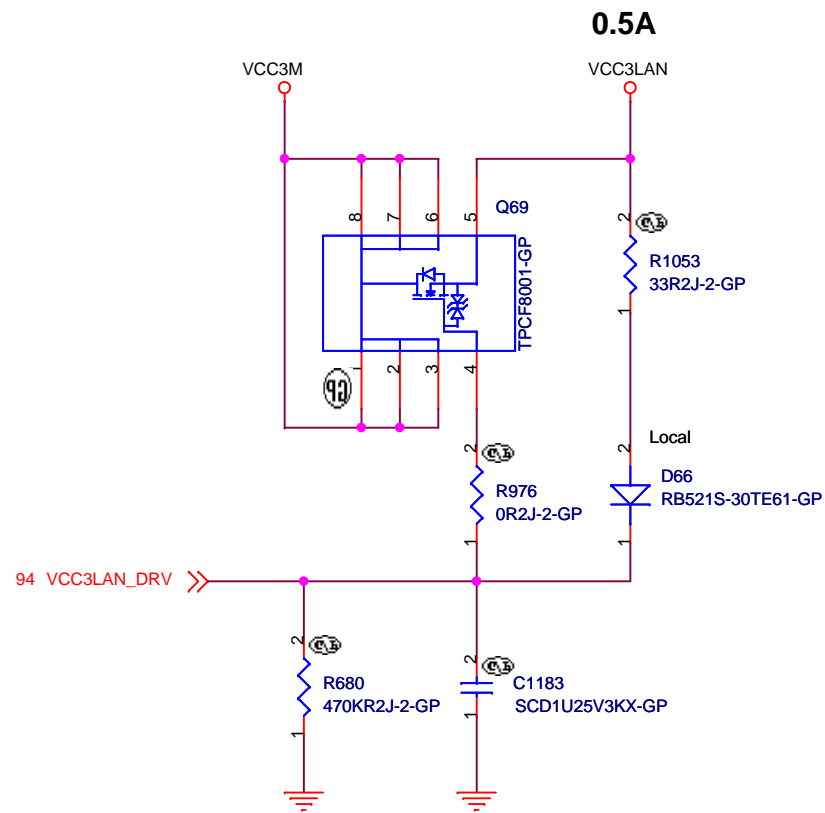 0.5A
VCC3M
VCC3LAN
8
7
6
5
Q69
TPCF8001-GP
1
2
3
4
GP
2
R1053
33R2J-2-GP
1
2
R976
0R2J-2-GP
1
Local
2
D66
RB521S-30TE61-GP
1
94 VCC3LAN_DRV
2
R680
470KR2J-2-GP
1
2
C1183
SCD1U25V3KX-GP
1